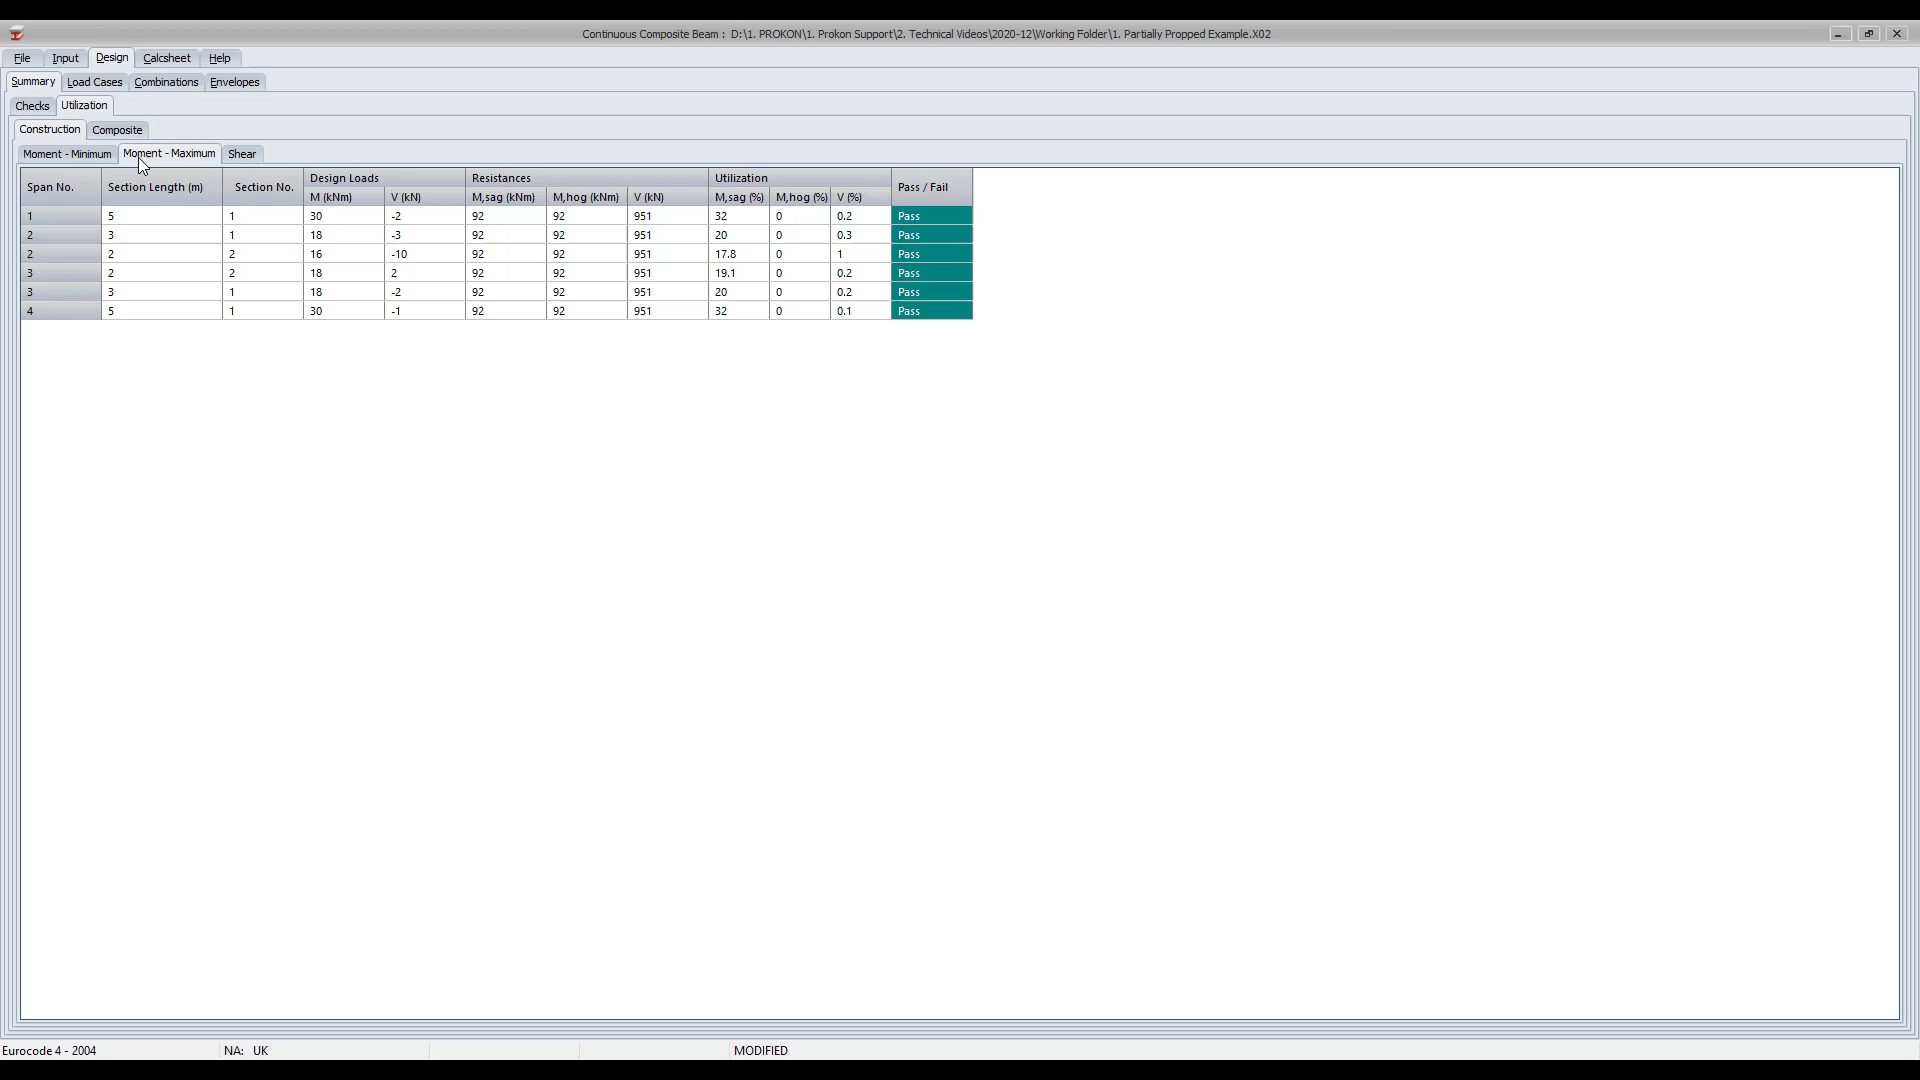 Continuous Composite Beam : D:\1. PROKON\1. Prokon Support\2. Technical Videos\2020-12\Working Folder\1. Partially Propped Example.X02
File Input Design Calcsheet Help
Summary Load Cases Combinations Envelopes
Checks Utilization
Construction Composite
Moment - Minimum Moment - Maximum Shear
Span No. Section Length (m) Section No. Design Loads Resistances Utilization Pass / Fail
M (kNm) V (kN) M,sag (kNm) M,hog (kNm) V (kN) M,sag (%) M,hog (%) V (%)
1 5 1 30 -2 92 92 951 32 0 0.2 Pass
2 3 1 18 -3 92 92 951 20 0 0.3 Pass
2 2 2 16 -10 92 92 951 17.8 0 1 Pass
3 2 2 18 2 92 92 951 19.1 0 0.2 Pass
3 3 1 18 -2 92 92 951 20 0 0.2 Pass
4 5 1 30 -1 92 92 951 32 0 0.1 Pass
Eurocode 4 - 2004 NA: UK MODIFIED